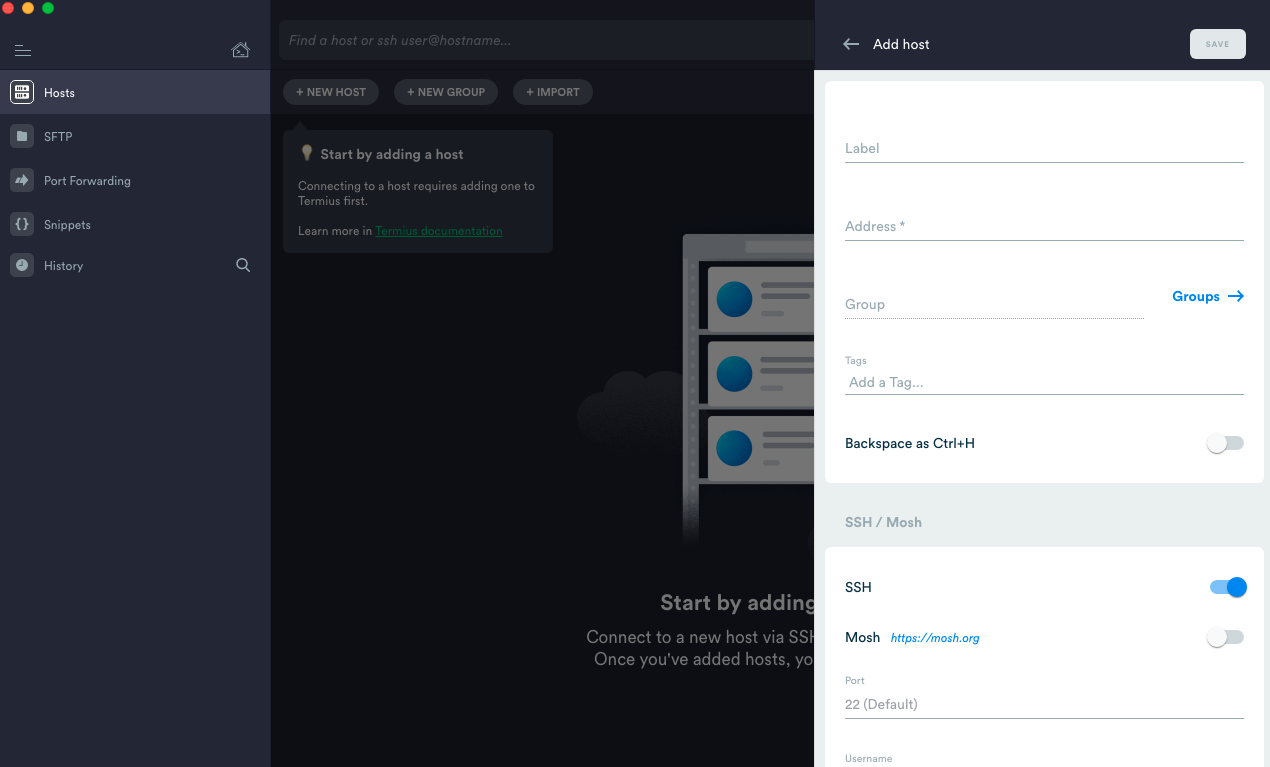 Find a host or ssh user@hostname...
Add host
SAVE
Hosts
+ NEW HOST
+ NEW GROUP
+ IMPORT
SFTP
Port Forwarding
Snippets
History
Start by adding a host
Connecting to a host requires adding one to
Termius first.
Learn more in Termius documentation
Start by adding
Connect to a new host via SSH
Once you've added hosts, yo
Label
Address *
Group
Groups
Tags
Add a Tag...
Backspace as Ctrl+H
SSH / Mosh
SSH
Mosh https://mosh.org
Port
22 (Default)
Username